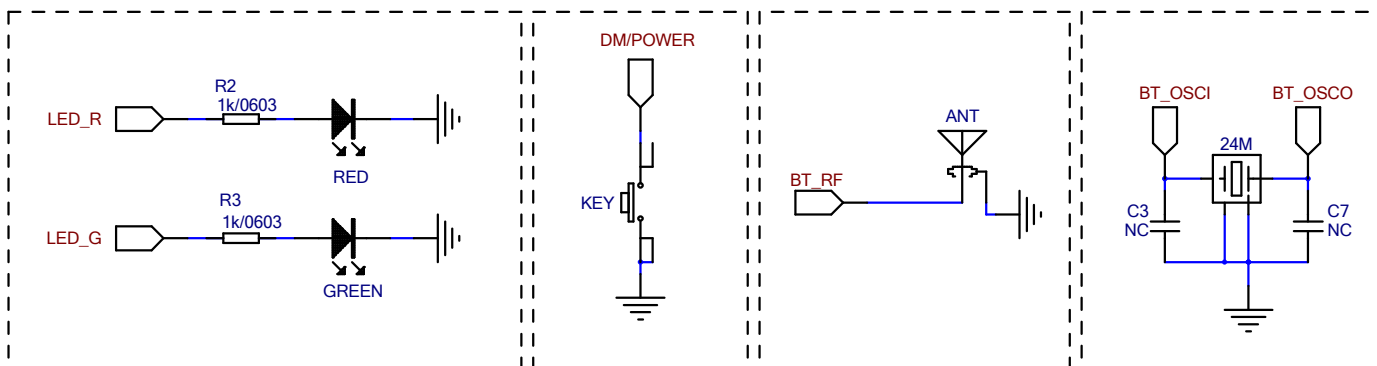 R2
1k/0603
LED_R
RED
R3
1k/0603
LED_G
GREEN
DM/POWER
KEY
ANT
BT_RF
BT_OSCI
BT_OSCO
24M
C3
NC
C7
NC